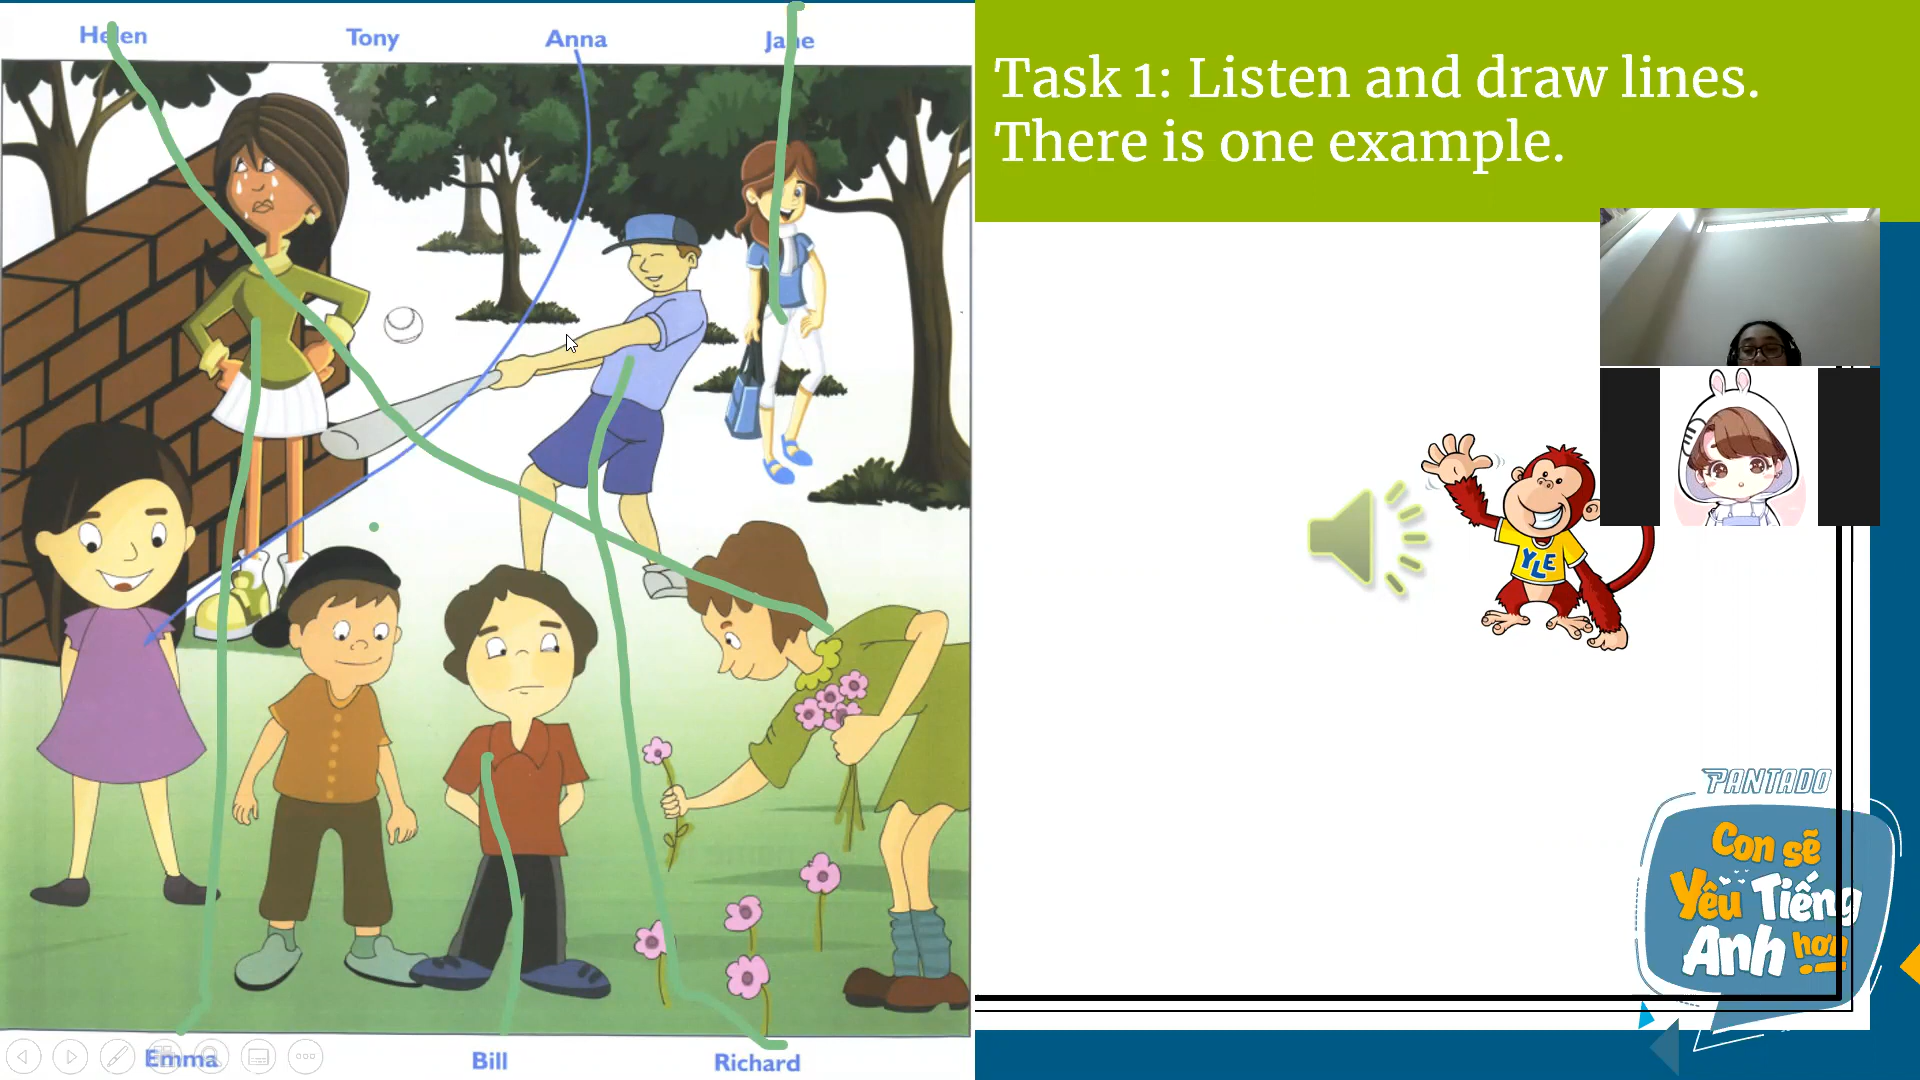 Helen Tony Anna Jane
Task 1: Listen and draw lines.
There is one example.
YLE
PANTADO
Con sẽ
Yêu Tiếng
Anh hơn
Emma Bill Richard